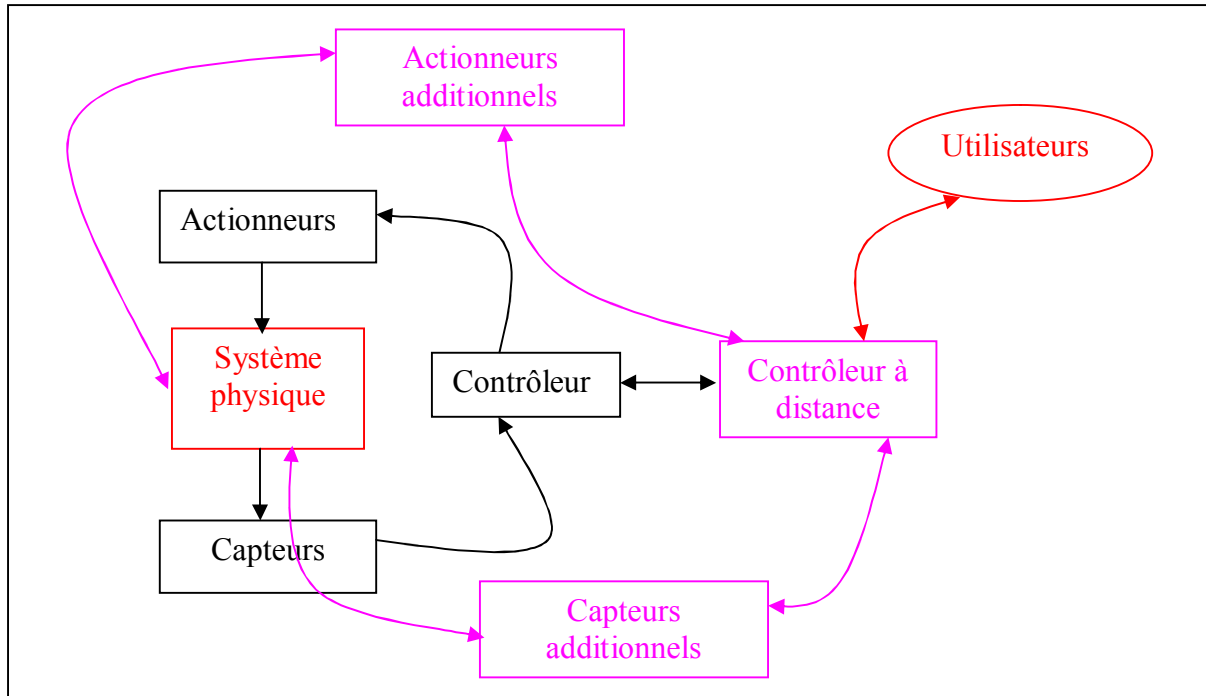 Actionneurs
additionnels
Utilisateurs
Actionneurs
Système
physique
Contrôleur
Contrôleur à
distance
Capteurs
Capteurs
additionnels